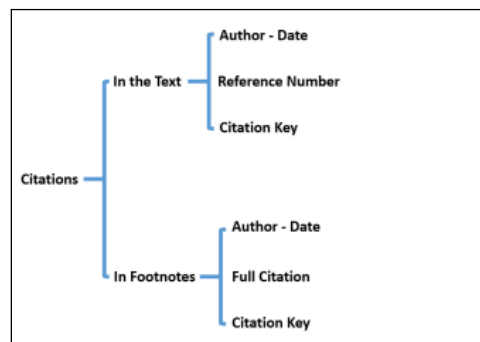 Author - Date
In the Text
Reference Number
Citation Key
Citations
Author - Date
In Footnotes
Full Citation
Citation Key